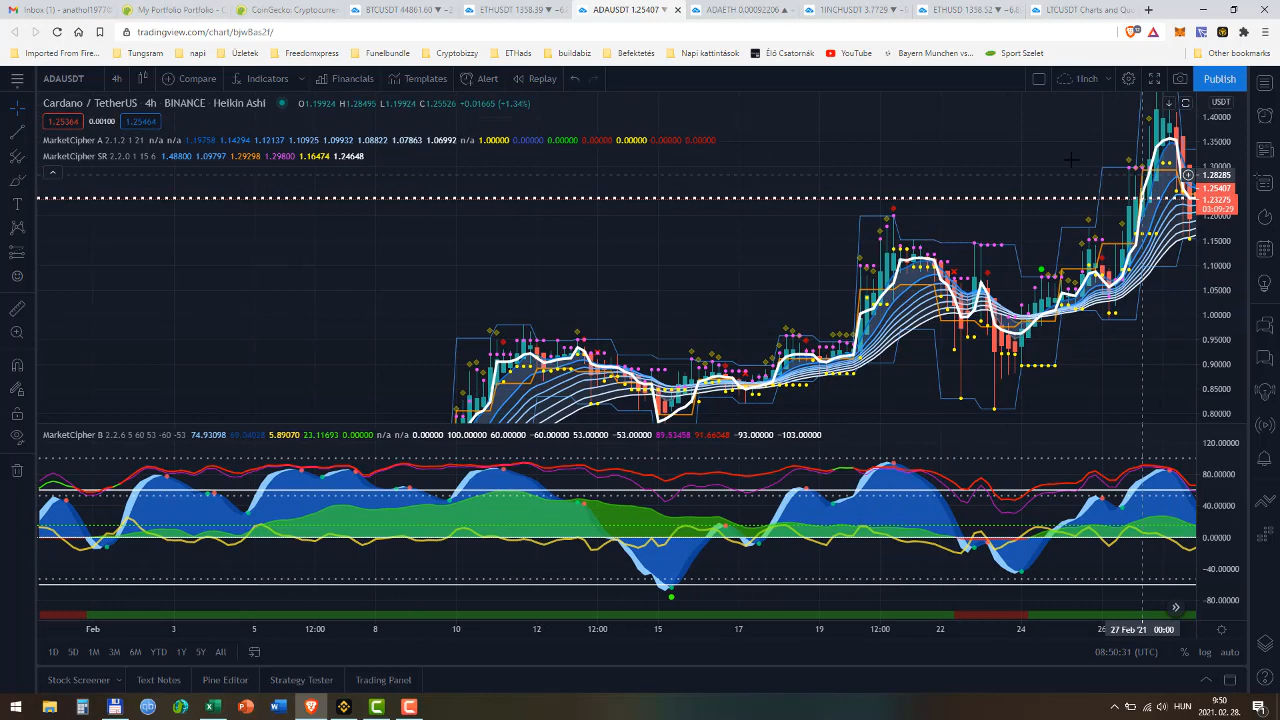 Inbox (1) - anathol1970@
My Portfolio Portfolio - C
CoinGecko: Cryptocurren
BTCUSDT 44861.60 ▼ −2.
ETHUSDT 1358.39 ▼ −6.
ADAUSDT 1.25407 ▼
ADAETH 0.00092206 ▲
1INCHUSDT 3.7729 ▼
ETHUSD 1358.52 ▼ −6.8
LTCUSDT Charts and Quo
tradingview.com/chart/bjwBas2f/
Imported From Firef...
Tungsram
napi
Üzletek
Freedomxpress
Funelbundle
Cryptobizzy
ETHads
buildabiz
Befektetés
Napi kattintások
Élő Csatornák
YouTube
Bayern Munchen vs...
Sport Szelet
Other bookmarks
ADAUSDT 4h Compare Indicators Financials Templates Alert Replay 1Inch Publish
Cardano / TetherUS · 4h · BINANCE · Heikin Ashi O1.19924 H1.28495 L1.19924 C1.25526 +0.01665 (+1.34%)
1.25364 0.00100 1.25464
MarketCipher A 2.1.2 1 21 n/a n/a 1.19758 1.14294 1.12137 1.10925 1.09932 1.08822 1.07863 1.06992 n/a 1.00000 0.00000 0.00000 0.00000 0.00000 0.00000
MarketCipher SR 2.2.0 1 15 6 1.48800 1.09797 1.29298 1.29800 1.16474 1.24648
USDT
1.40000
1.35000
1.30000
1.28285
1.25407
1.23275
03:09:29
1.20000
1.15000
1.10000
1.05000
1.00000
0.95000
0.90000
0.85000
0.80000
MarketCipher B 2.2.6 5 60 53 -60 -53 74.93098 69.04028 5.89070 23.11693 0.00000 n/a n/a 0.00000 100.00000 60.00000 −60.00000 53.00000 −53.00000 89.53458 91.66048 −93.00000 −103.00000
120.00000
80.00000
40.00000
0.00000
−40.00000
−80.00000
Feb 3 5 12:00 8 10 12 12:00 15 17 19 12:00 22 24 26 27 Feb '21 00:00
1D 5D 1M 3M 6M YTD 1Y 5Y All 08:50:31 (UTC) % log auto
Stock Screener Text Notes Pine Editor Strategy Tester Trading Panel
HUN
9:50
2021. 02. 28.